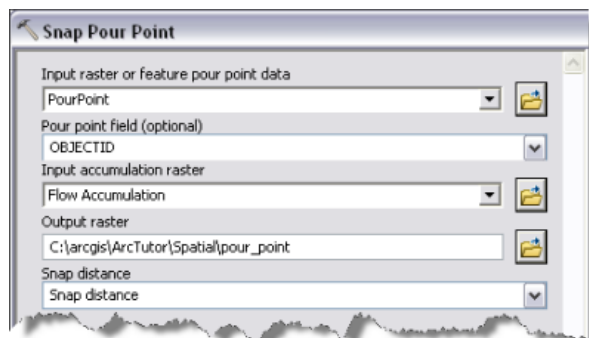 Snap Pour Point
Input raster or feature pour point data
PourPoint
Pour point field (optional)
OBJECTID
Input accumulation raster
Flow Accumulation
Output raster
C:\arcgis\ArcTutor\Spatial\pour_point
Snap distance
Snap distance